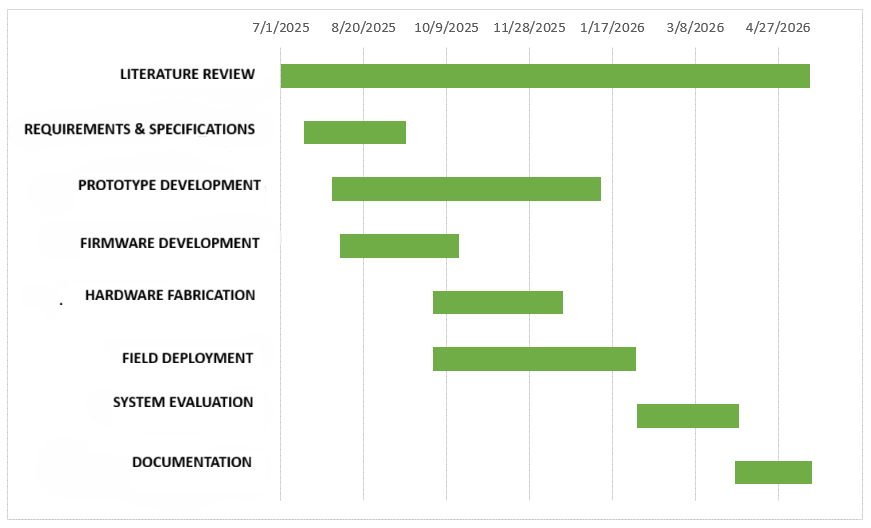 7/1/2025 8/20/2025 10/9/2025 11/28/2025 1/17/2026 3/8/2026 4/27/2026
LITERATURE REVIEW
REQUIREMENTS & SPECIFICATIONS
PROTOTYPE DEVELOPMENT
FIRMWARE DEVELOPMENT
. HARDWARE FABRICATION
FIELD DEPLOYMENT
SYSTEM EVALUATION
DOCUMENTATION